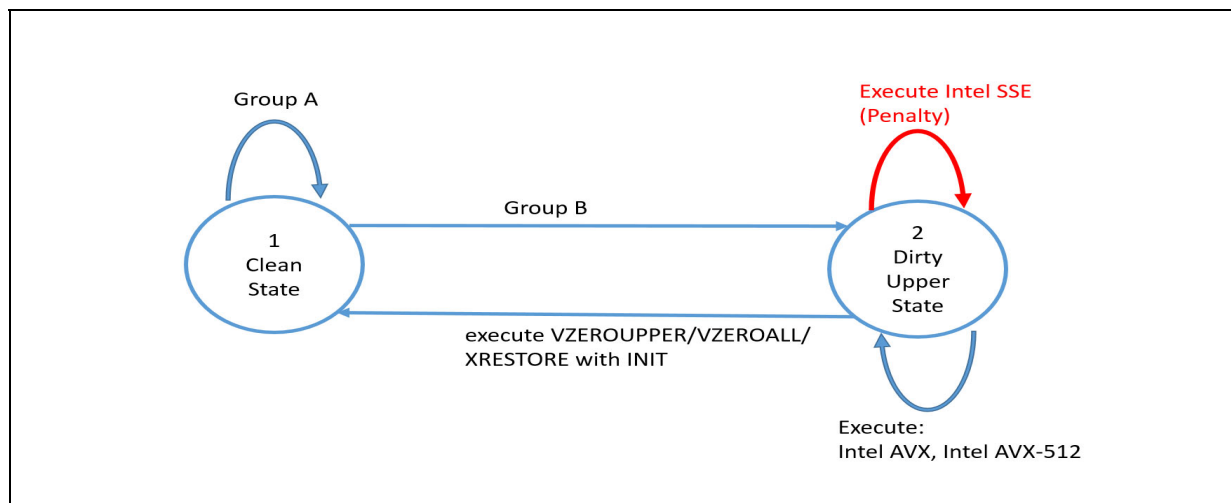 Group A
Execute Intel SSE
(Penalty)
Group B
1
Clean
State
2
Dirty
Upper
State
execute VZEROUPPER/VZEROALL/
XRESTORE with INIT
Execute:
Intel AVX, Intel AVX-512